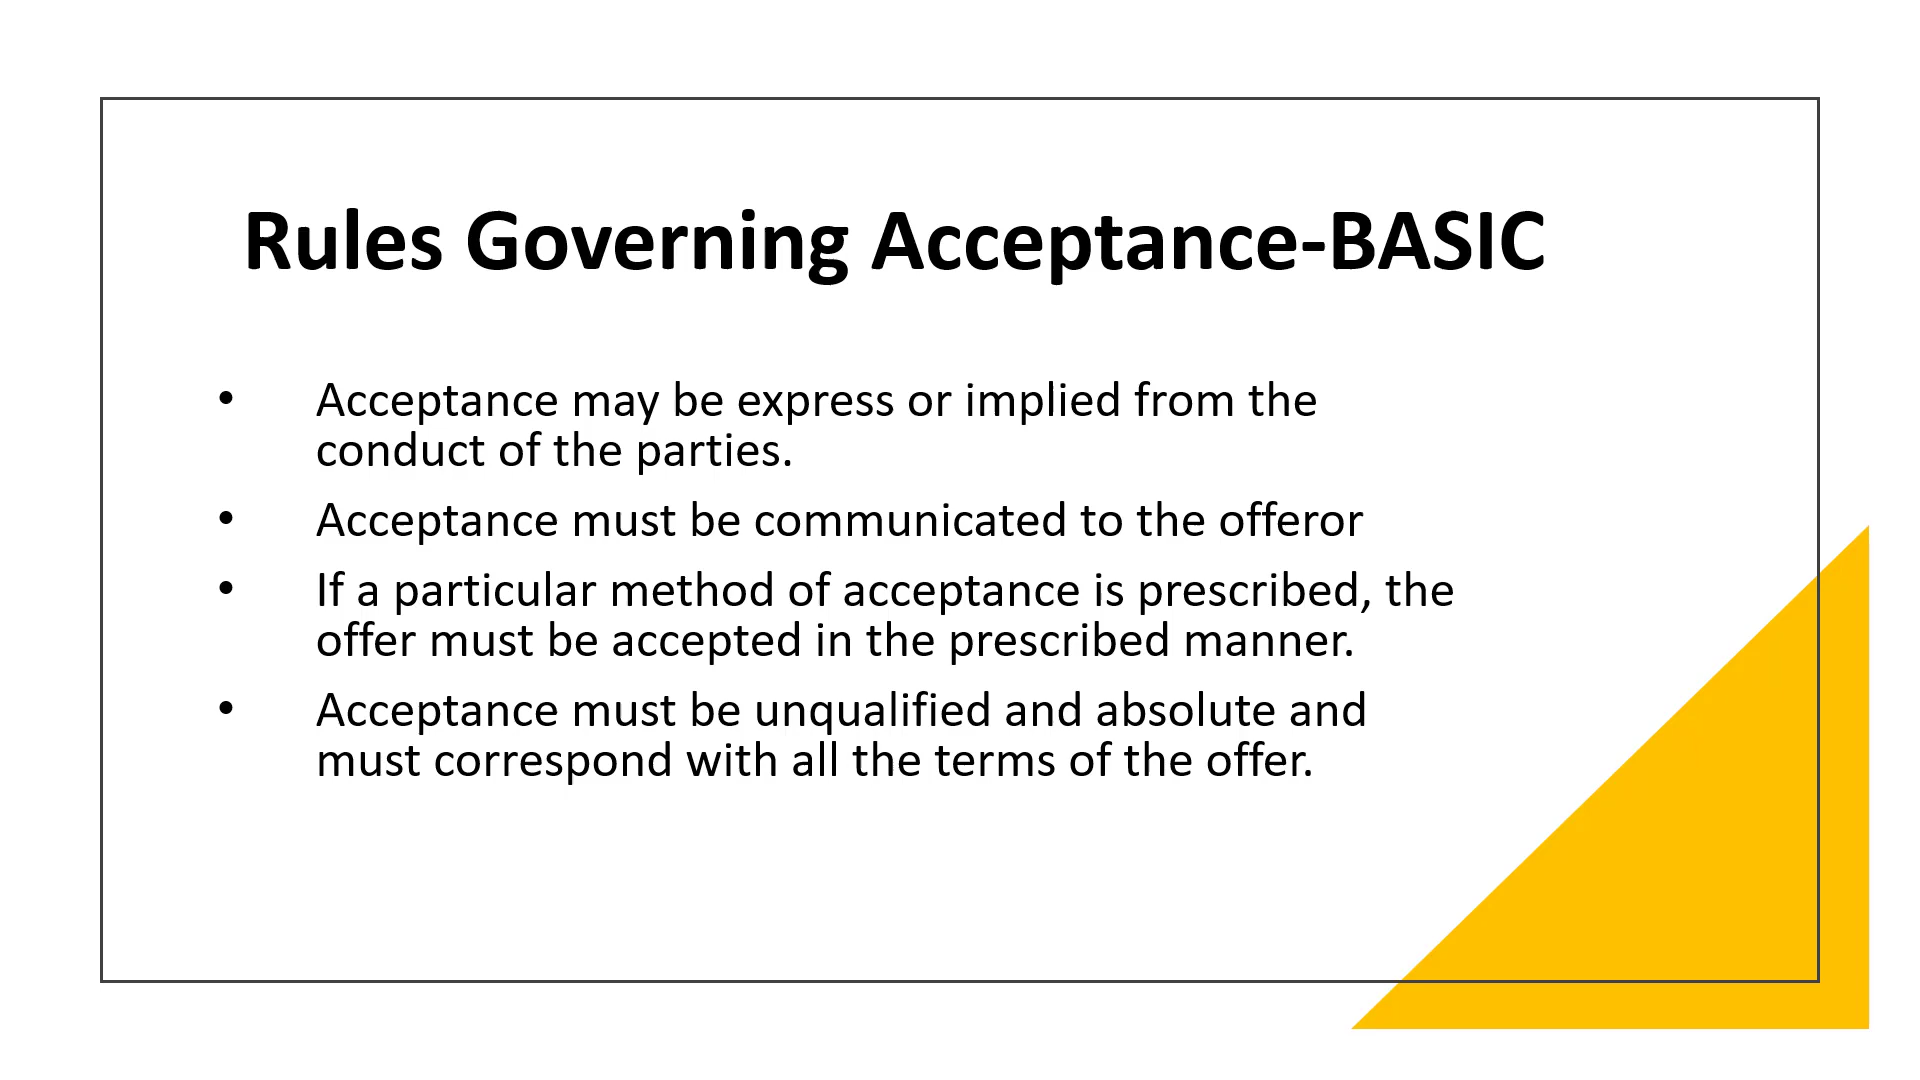 Rules Governing Acceptance-BASIC
• Acceptance may be express or implied from the
conduct of the parties.
• Acceptance must be communicated to the offeror
• If a particular method of acceptance is prescribed, the
offer must be accepted in the prescribed manner.
• Acceptance must be unqualified and absolute and
must correspond with all the terms of the offer.